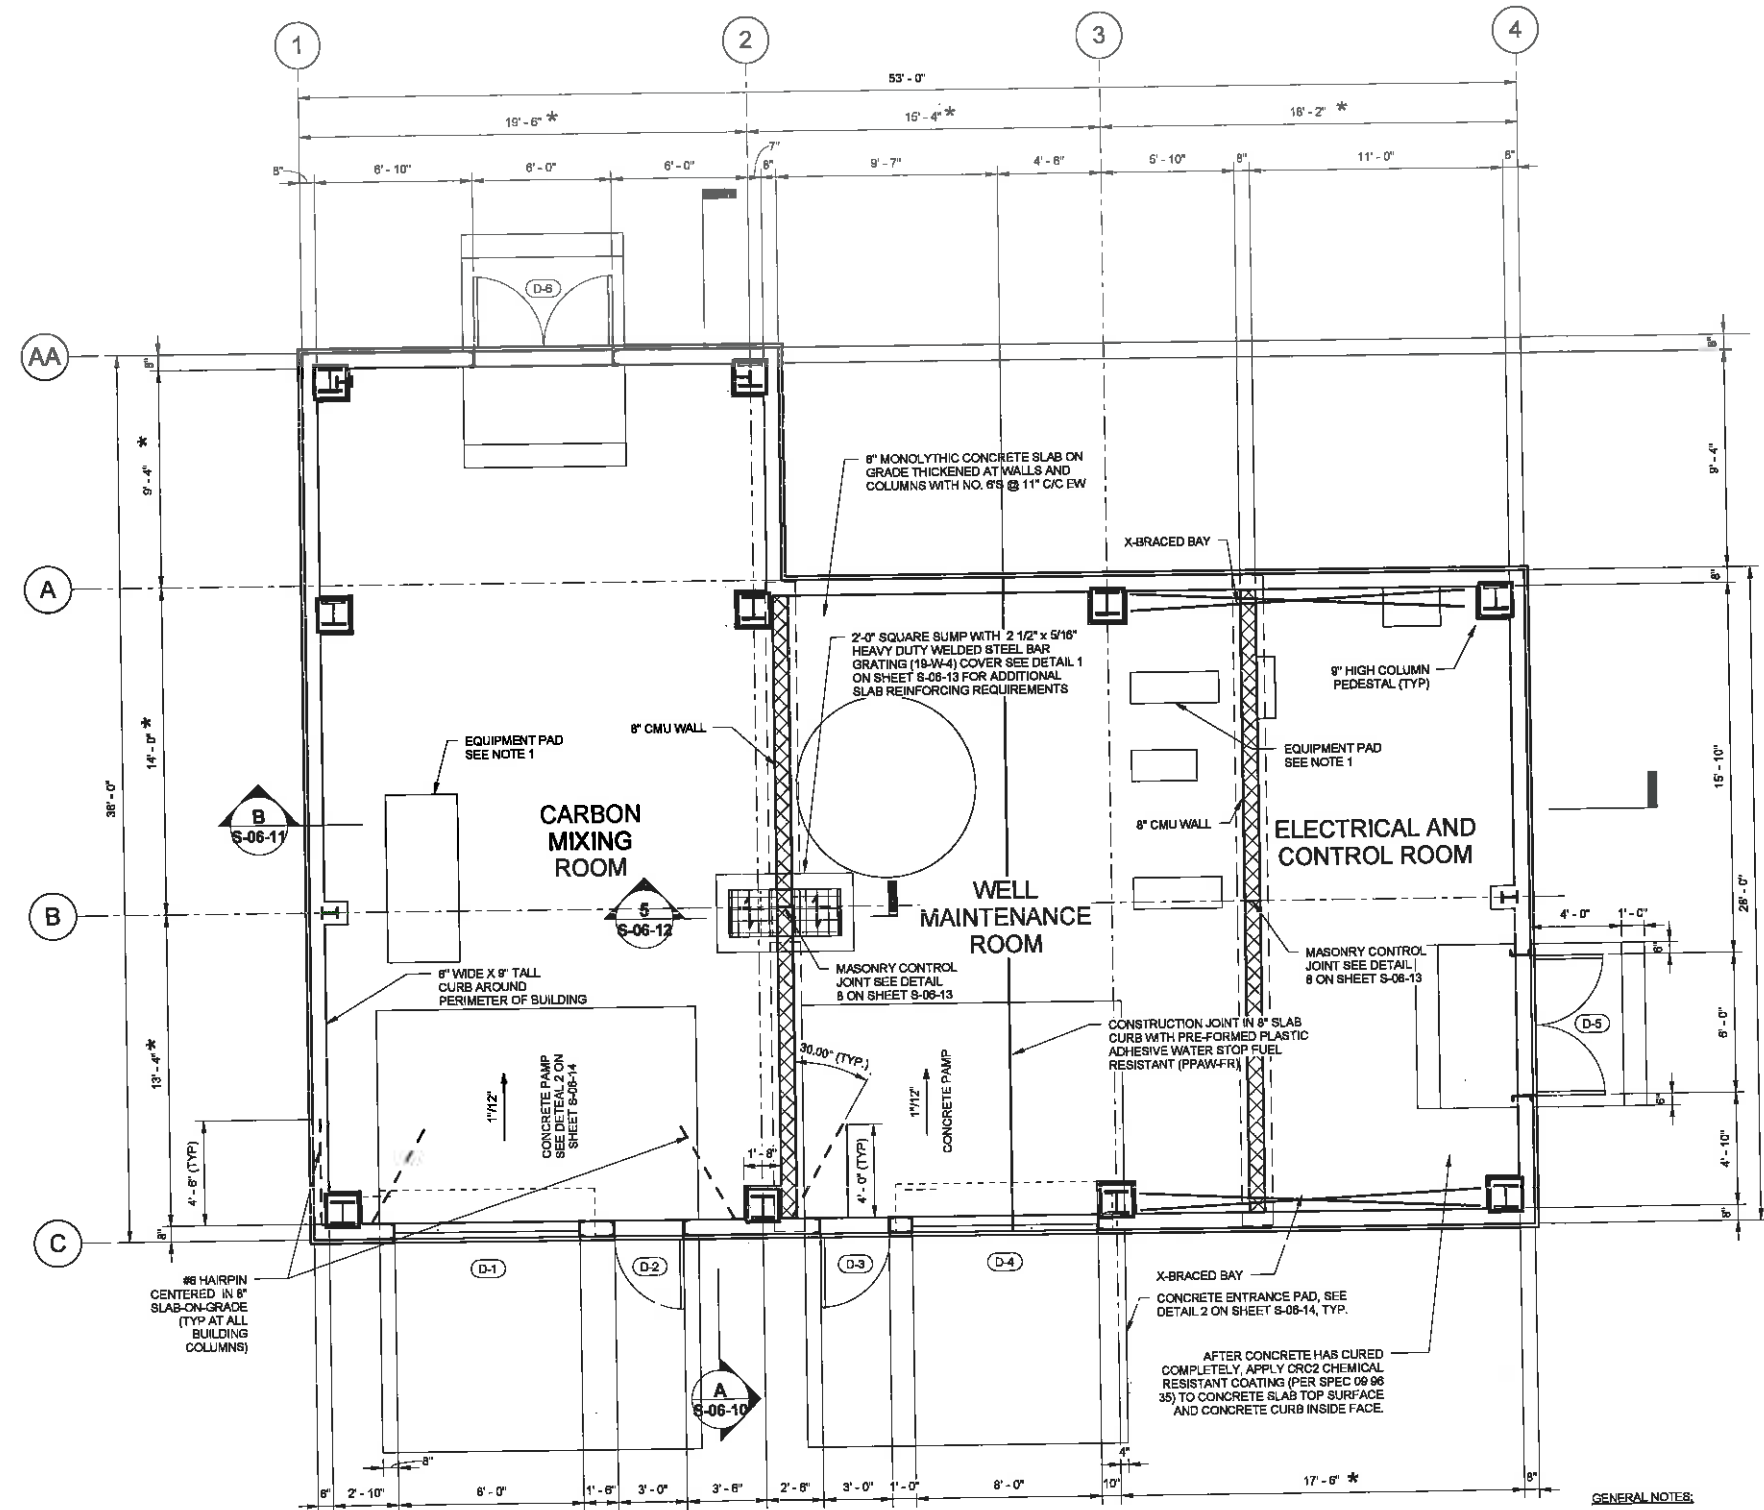 1
2
3
4
53' - 0"
19' - 6" *
15' - 4" *
18' - 2" *
8"
6' - 10"
6' - 0"
6' - 0"
7"
8"
9' - 7"
4' - 6"
5' - 10"
8"
11' - 0"
8"
D-6
AA
A
B
C
8"
9' - 4" *
14' - 0" *
13' - 4" *
8"
38' - 0"
4' - 6" (TYP)
8"
9' - 4"
8"
15' - 10"
28' - 0"
6"
6' - 0"
6"
4' - 10"
8"
4' - 0"
1' - 0"
8" MONOLYTHIC CONCRETE SLAB ON
GRADE THICKENED AT WALLS AND
COLUMNS WITH NO. 6'S @ 11" C/C EW
X-BRACED BAY
2'-0" SQUARE SUMP WITH 2 1/2" x 5/16"
HEAVY DUTY WELDED STEEL BAR
GRATING (19-W-4) COVER SEE DETAIL 1
ON SHEET S-06-13 FOR ADDITIONAL
SLAB REINFORCING REQUIREMENTS
9" HIGH COLUMN
PEDESTAL (TYP)
8" CMU WALL
EQUIPMENT PAD
SEE NOTE 1
EQUIPMENT PAD
SEE NOTE 1
B
S-06-11
CARBON
MIXING
ROOM
8" CMU WALL
ELECTRICAL AND
CONTROL ROOM
5
S-06-12
WELL
MAINTENANCE
ROOM
MASONRY CONTROL
JOINT SEE DETAIL
8 ON SHEET S-06-13
MASONRY CONTROL
JOINT SEE DETAIL
8 ON SHEET S-06-13
6" WIDE X 9" TALL
CURB AROUND
PERIMETER OF BUILDING
CONSTRUCTION JOINT IN 8" SLAB
CURB WITH PRE-FORMED PLASTIC
ADHESIVE WATER STOP FUEL
RESISTANT (PPAW-FR)
D-5
30.00° (TYP.)
1"/12"
CONCRETE PAMP
SEE DETEAL 2 ON
SHEET S-06-14
1"/12"
CONCRETE PAMP
1' - 8"
4' - 0" (TYP)
D-1
D-2
D-3
D-4
#6 HAIRPIN
CENTERED IN 8"
SLAB-ON-GRADE
(TYP AT ALL
BUILDING
COLUMNS)
X-BRACED BAY
CONCRETE ENTRANCE PAD, SEE
DETAIL 2 ON SHEET S-06-14, TYP.
A
S-06-10
AFTER CONCRETE HAS CURED
COMPLETELY, APPLY CRC2 CHEMICAL
RESISTANT COATING (PER SPEC 09 96
35) TO CONCRETE SLAB TOP SURFACE
AND CONCRETE CURB INSIDE FACE.
8"
4"
8"
2' - 10"
8' - 0"
1' - 6"
3' - 0"
3' - 6"
2' - 6"
3' - 0"
1' - 0"
8' - 0"
10"
17' - 6" *
8"
GENERAL NOTES: